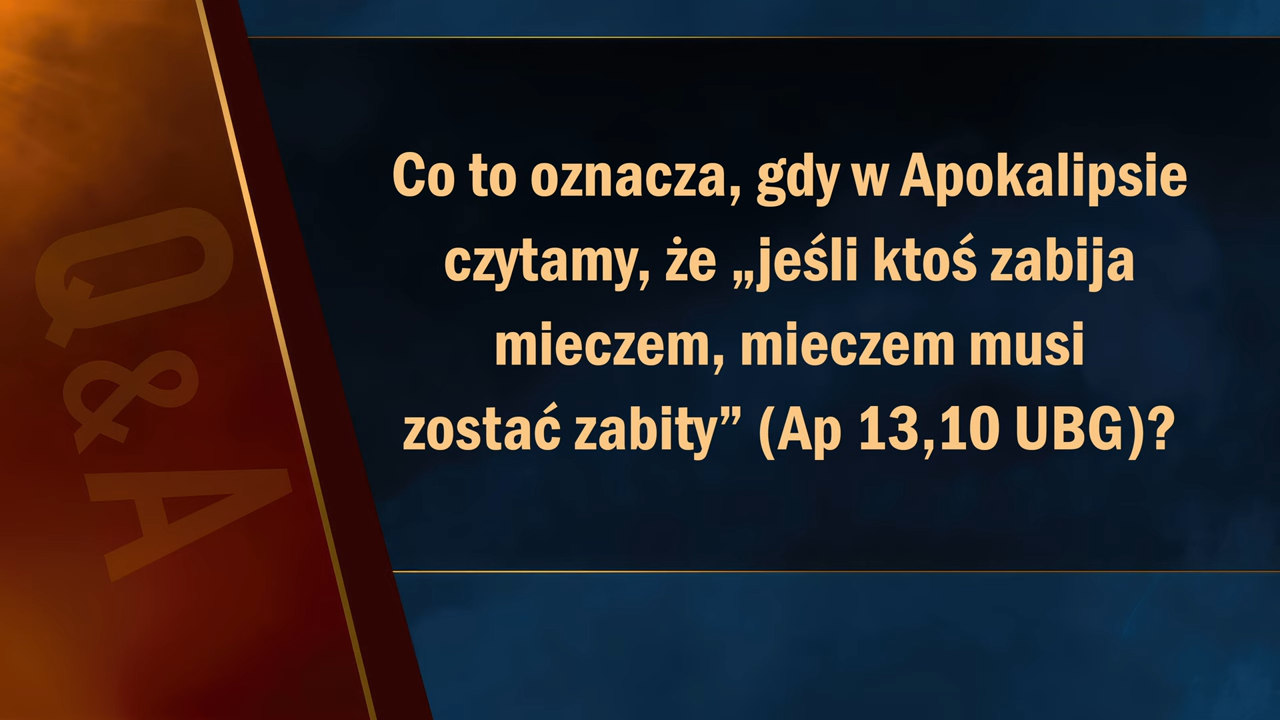 Q&A
Co to oznacza, gdy w Apokalipsie
czytamy, że „jeśli ktoś zabija
mieczem, mieczem musi
zostać zabity” (Ap 13,10 UBG)?